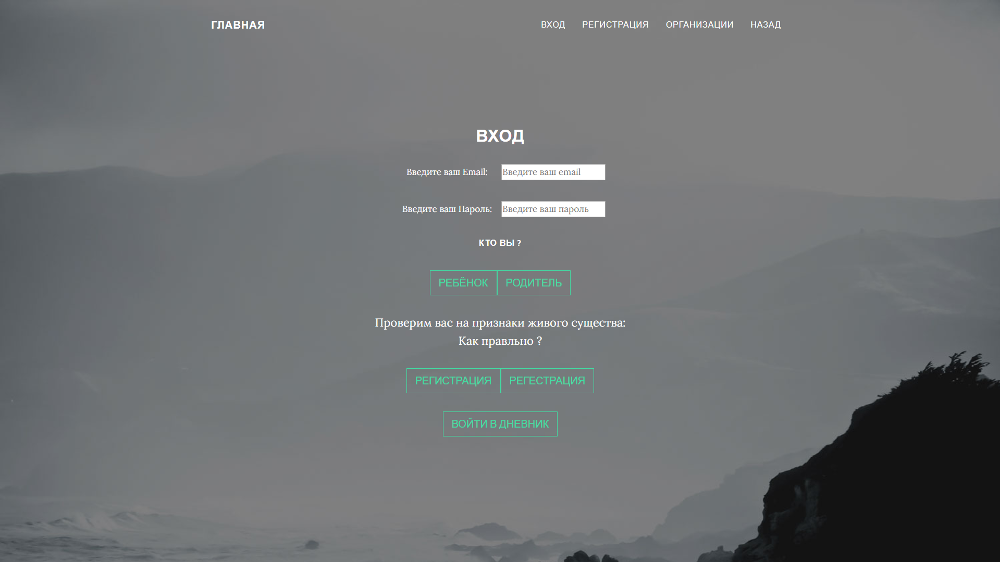 ГЛАВНАЯ
ВХОД РЕГИСТРАЦИЯ ОРГАНИЗАЦИИ НАЗАД
ВХОД
Введите ваш Email: Введите ваш email
Введите ваш Пароль: Введите ваш пароль
КТО ВЫ ?
РЕБЁНОК РОДИТЕЛЬ
Проверим вас на признаки живого существа:
Как правльно ?
РЕГИСТРАЦИЯ РЕГЕСТРАЦИЯ
ВОЙТИ В ДНЕВНИК